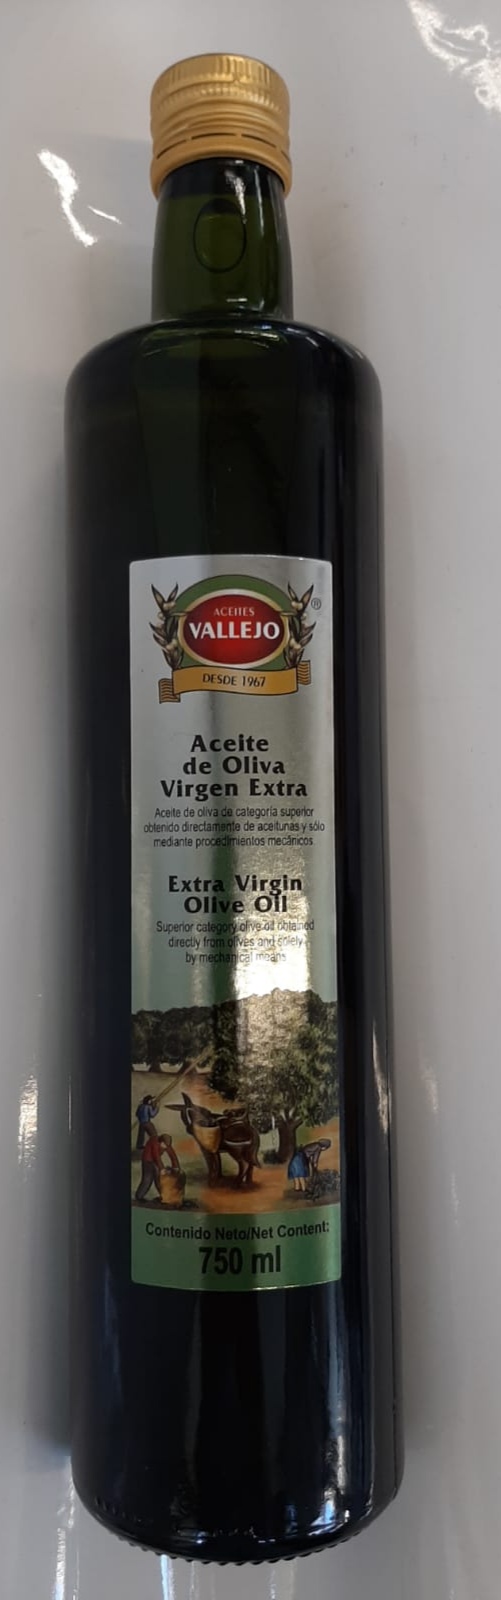 ACEITES
VALLEJO
®
DESDE 1967
Aceite
de Oliva
Virgen Extra
Aceite de oliva de categoría superior
obtenido directamente de aceitunas y sólo
mediante procedimientos mecánicos
Extra Virgin
Olive Oil
Superior category olive oil obtained
directly from olives and solely
by mechanical means
Contenido Neto/Net Content:
750 ml